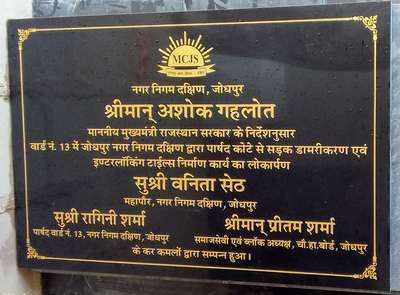 MCJS
नगर निगम दक्षिण, जोधपुर
श्रीमान् अशोक गहलोत
माननीय मुख्यमंत्री राजस्थान सरकार के निर्देशनुसार
वार्ड नं. 13 में जोधपुर नगर निगम दक्षिण द्वारा पार्षद कोटे से सड़क डामरीकरण एवं
इण्टरलॉकिंग टाईल्स निर्माण कार्य का लोकार्पण
सुश्री वनिता सेठ
महापौर, नगर निगम दक्षिण, जोधपुर
सुश्री रागिनी शर्मा
पार्षद वार्ड नं. 13, नगर निगम दक्षिण, जोधपुर
श्रीमान् प्रीतम शर्मा
समाजसेवी एवं ब्लॉक अध्यक्ष, चौ.हा.बोर्ड, जोधपुर
के कर कमलों द्वारा सम्पन्न हुआ।